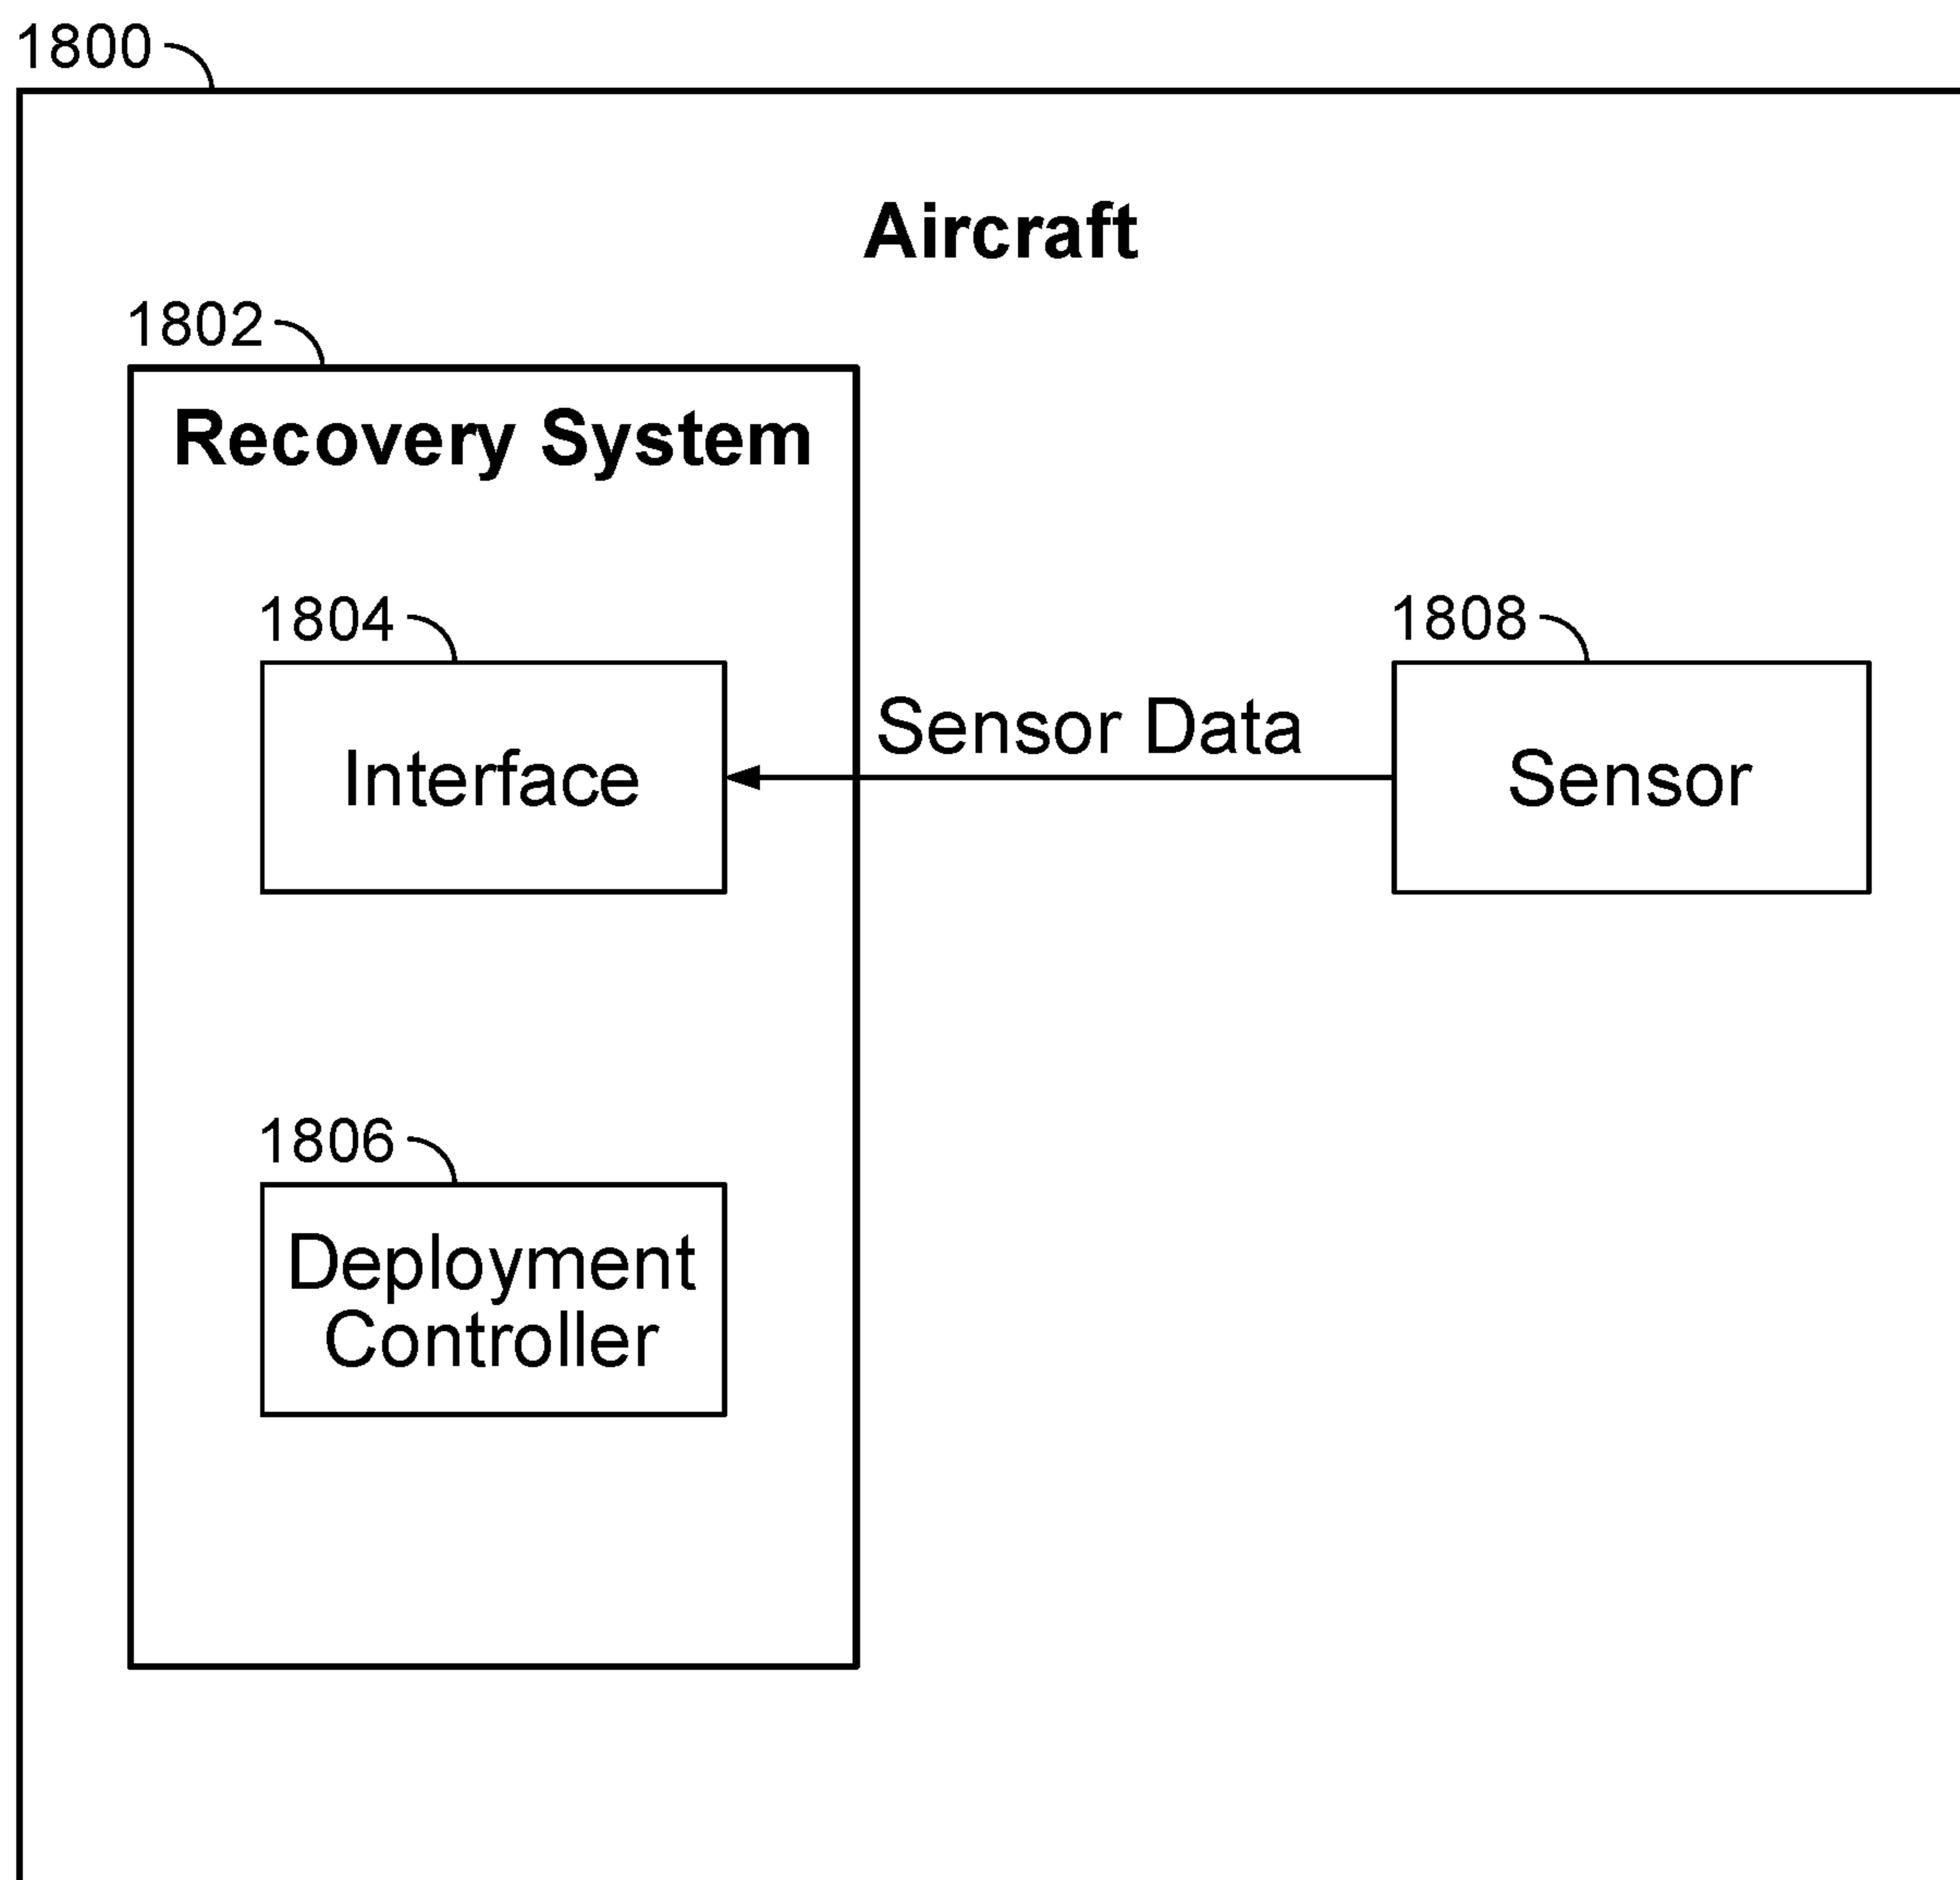 1800
Aircraft
1802
Recovery System
1804
1808
Interface
Sensor Data
Sensor
1806
Deployment
Controller